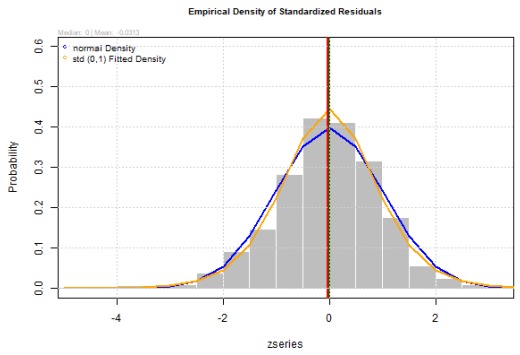 Empirical Density of Standardized Residuals
Median: 0 | Mean: -0.0313
normal Density
std (0,1) Fitted Density
Probability
0.6
0.5
0.4
0.3
0.2
0.1
0.0
-4 -2 0 2
zseries